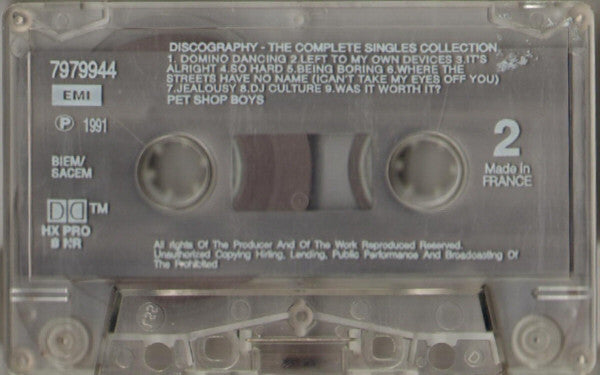 DISCOGRAPHY - THE COMPLETE SINGLES COLLECTION
1. DOMINO DANCING 2.LEFT TO MY OWN DEVICES 3.IT'S
ALRIGHT 4.SO HARD 5.BEING BORING 6.WHERE THE
STREETS HAVE NO NAME (ICAN'T TAKE MY EYES OFF YOU)
7.JEALOUSY 8.DJ CULTURE 9.WAS IT WORTH IT?
PET SHOP BOYS
7979944
EMI
℗ 1991
BIEM/
SACEM
TM
HX PRO
B NR
2
Made in
FRANCE
All rights Of The Producer And Of The Work Reproduced Reserved.
Unauthorized Copying Hiring, Lending, Public Performance And Broadcasting Of
The Prohibited